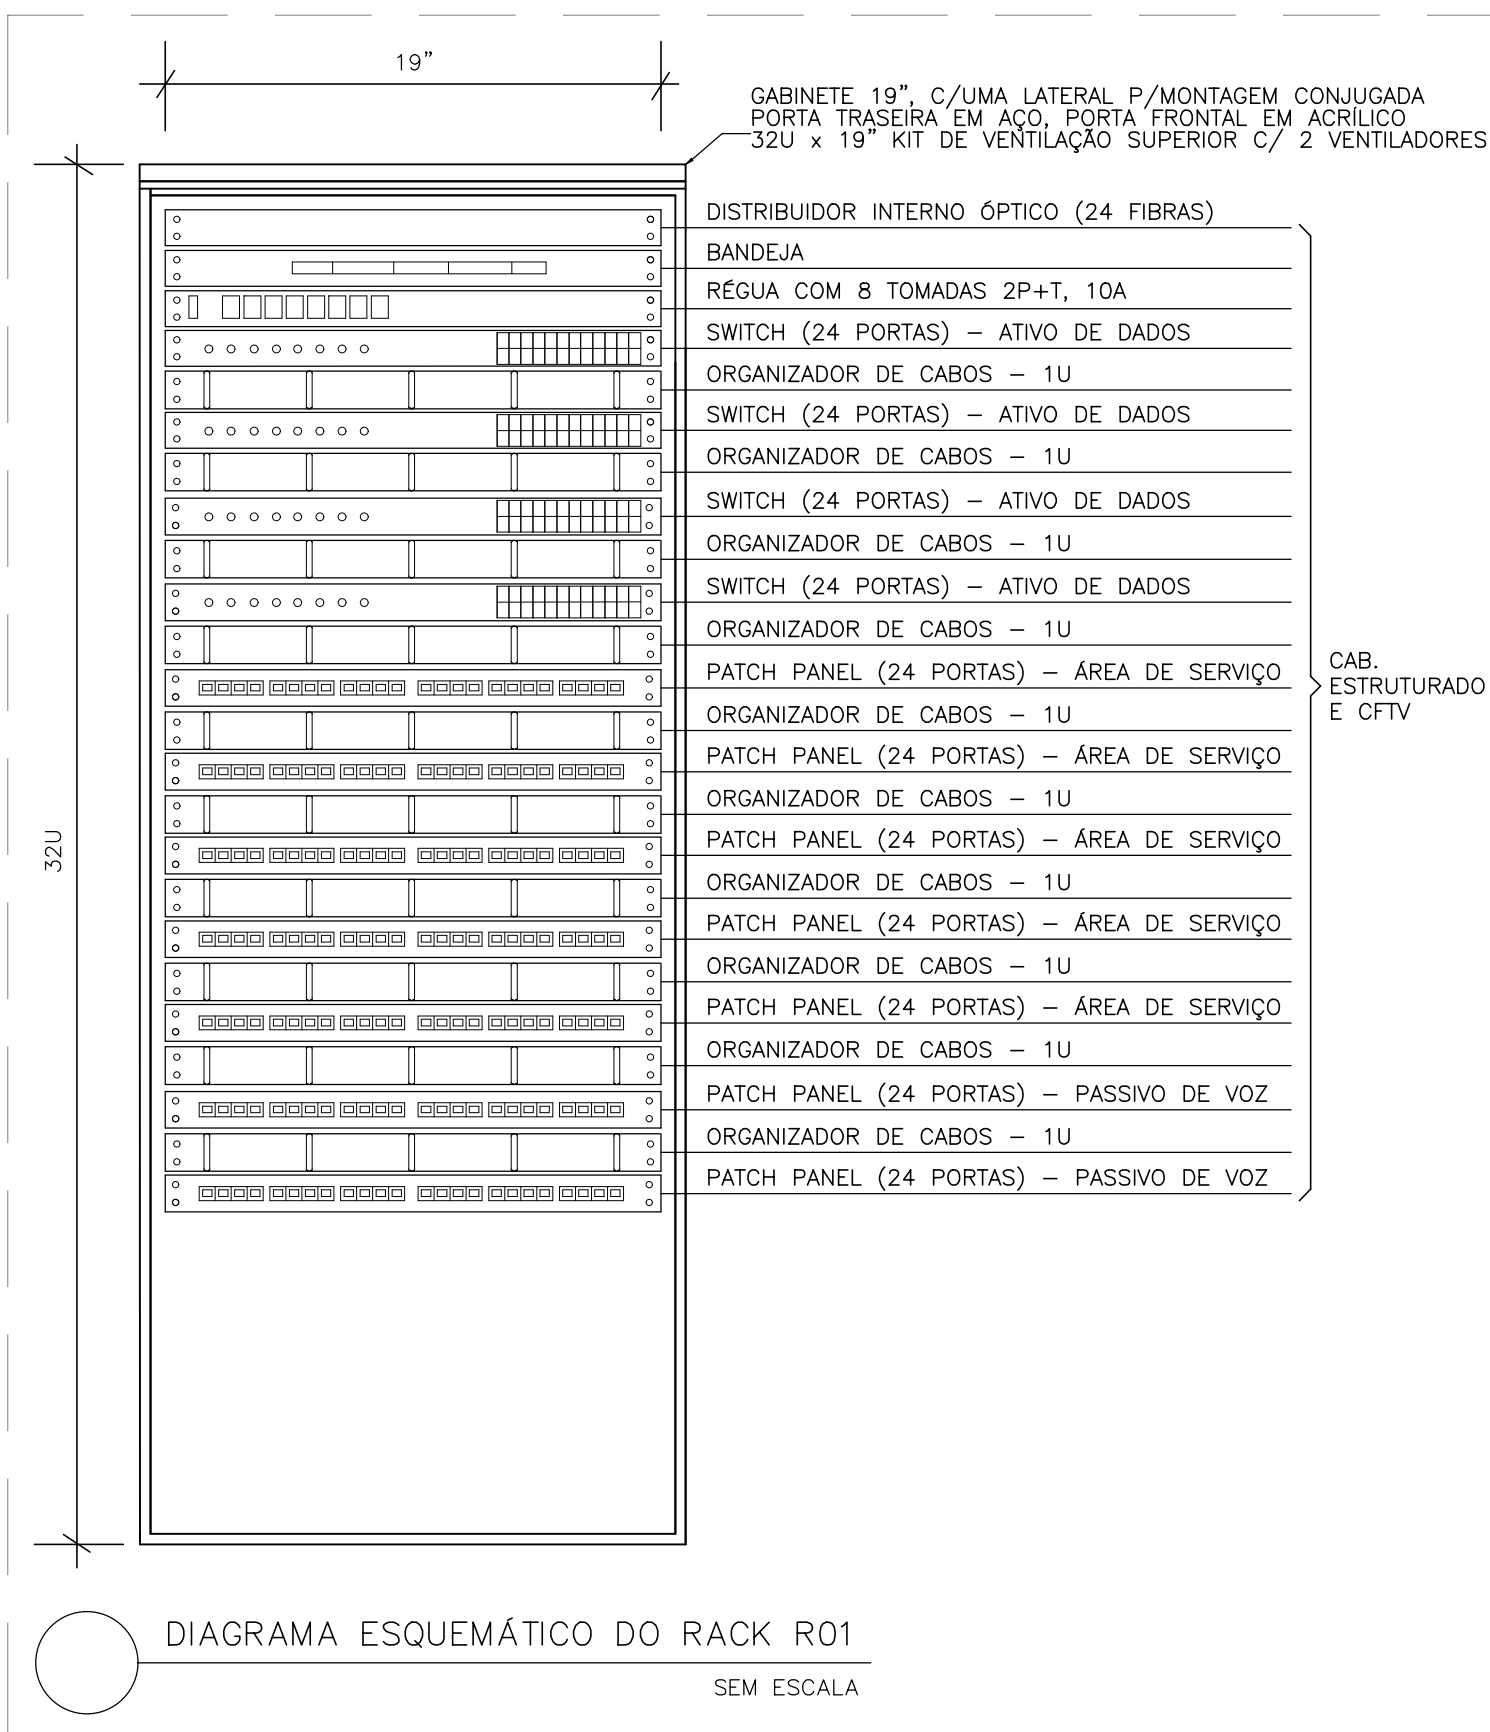 19”
GABINETE 19”, C/UMA LATERAL P/MONTAGEM CONJUGADA
PORTA TRASEIRA EM AÇO, PORTA FRONTAL EM ACRÍLICO
32U x 19” KIT DE VENTILAÇÃO SUPERIOR C/ 2 VENTILADORES
DISTRIBUIDOR INTERNO ÓPTICO (24 FIBRAS)
BANDEJA
RÉGUA COM 8 TOMADAS 2P+T, 10A
SWITCH (24 PORTAS) – ATIVO DE DADOS
ORGANIZADOR DE CABOS – 1U
SWITCH (24 PORTAS) – ATIVO DE DADOS
ORGANIZADOR DE CABOS – 1U
SWITCH (24 PORTAS) – ATIVO DE DADOS
ORGANIZADOR DE CABOS – 1U
SWITCH (24 PORTAS) – ATIVO DE DADOS
ORGANIZADOR DE CABOS – 1U
PATCH PANEL (24 PORTAS) – ÁREA DE SERVIÇO
ORGANIZADOR DE CABOS – 1U
PATCH PANEL (24 PORTAS) – ÁREA DE SERVIÇO
ORGANIZADOR DE CABOS – 1U
PATCH PANEL (24 PORTAS) – ÁREA DE SERVIÇO
ORGANIZADOR DE CABOS – 1U
PATCH PANEL (24 PORTAS) – ÁREA DE SERVIÇO
ORGANIZADOR DE CABOS – 1U
PATCH PANEL (24 PORTAS) – ÁREA DE SERVIÇO
ORGANIZADOR DE CABOS – 1U
PATCH PANEL (24 PORTAS) – PASSIVO DE VOZ
ORGANIZADOR DE CABOS – 1U
PATCH PANEL (24 PORTAS) – PASSIVO DE VOZ
CAB.
ESTRUTURADO
E CFTV
32U
DIAGRAMA ESQUEMÁTICO DO RACK R01
SEM ESCALA